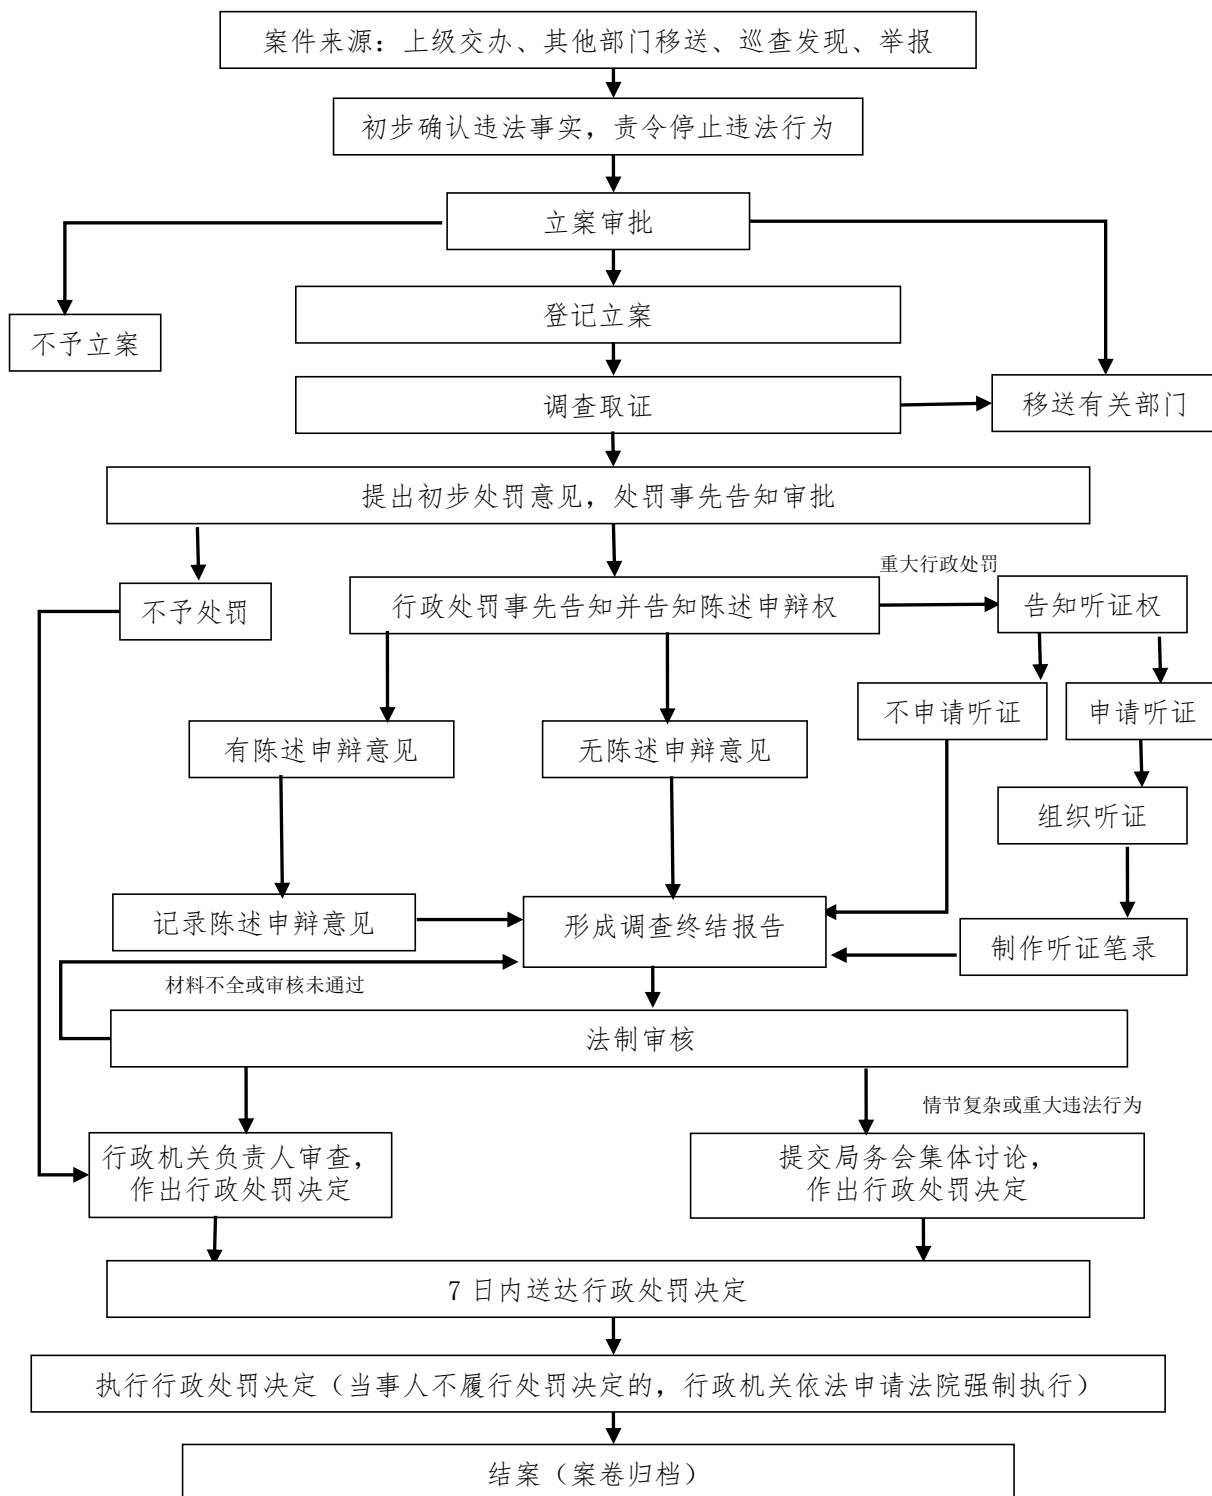 案件来源：上级交办、其他部门移送、巡查发现、举报
初步确认违法事实，责令停止违法行为
立案审批
登记立案
不予立案
调查取证
移送有关部门
提出初步处罚意见，处罚事先告知审批
重大行政处罚
不予处罚
行政处罚事先告知并告知陈述申辩权
告知听证权
不申请听证
申请听证
有陈述申辩意见
无陈述申辩意见
组织听证
记录陈述申辩意见
形成调查终结报告
制作听证笔录
材料不全或审核未通过
法制审核
情节复杂或重大违法行为
行政机关负责人审查，
作出行政处罚决定
提交局务会集体讨论，
作出行政处罚决定
7 日内送达行政处罚决定
执行行政处罚决定（当事人不履行处罚决定的，行政机关依法申请法院强制执行）
结案（案卷归档）